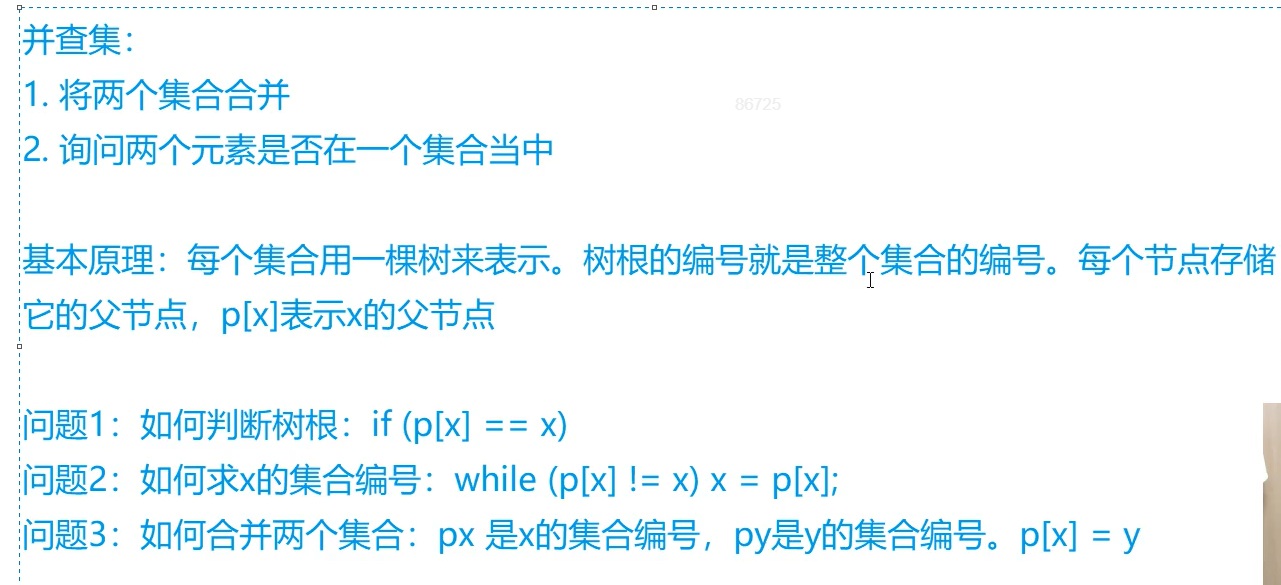 并查集：
1. 将两个集合合并
86725
2. 询问两个元素是否在一个集合当中
基本原理：每个集合用一棵树来表示。树根的编号就是整个集合的编号。每个节点存储
它的父节点，p[x]表示x的父节点
问题1：如何判断树根：if (p[x] == x)
问题2：如何求x的集合编号：while (p[x] != x) x = p[x];
问题3：如何合并两个集合：px 是x的集合编号，py是y的集合编号。p[x] = y